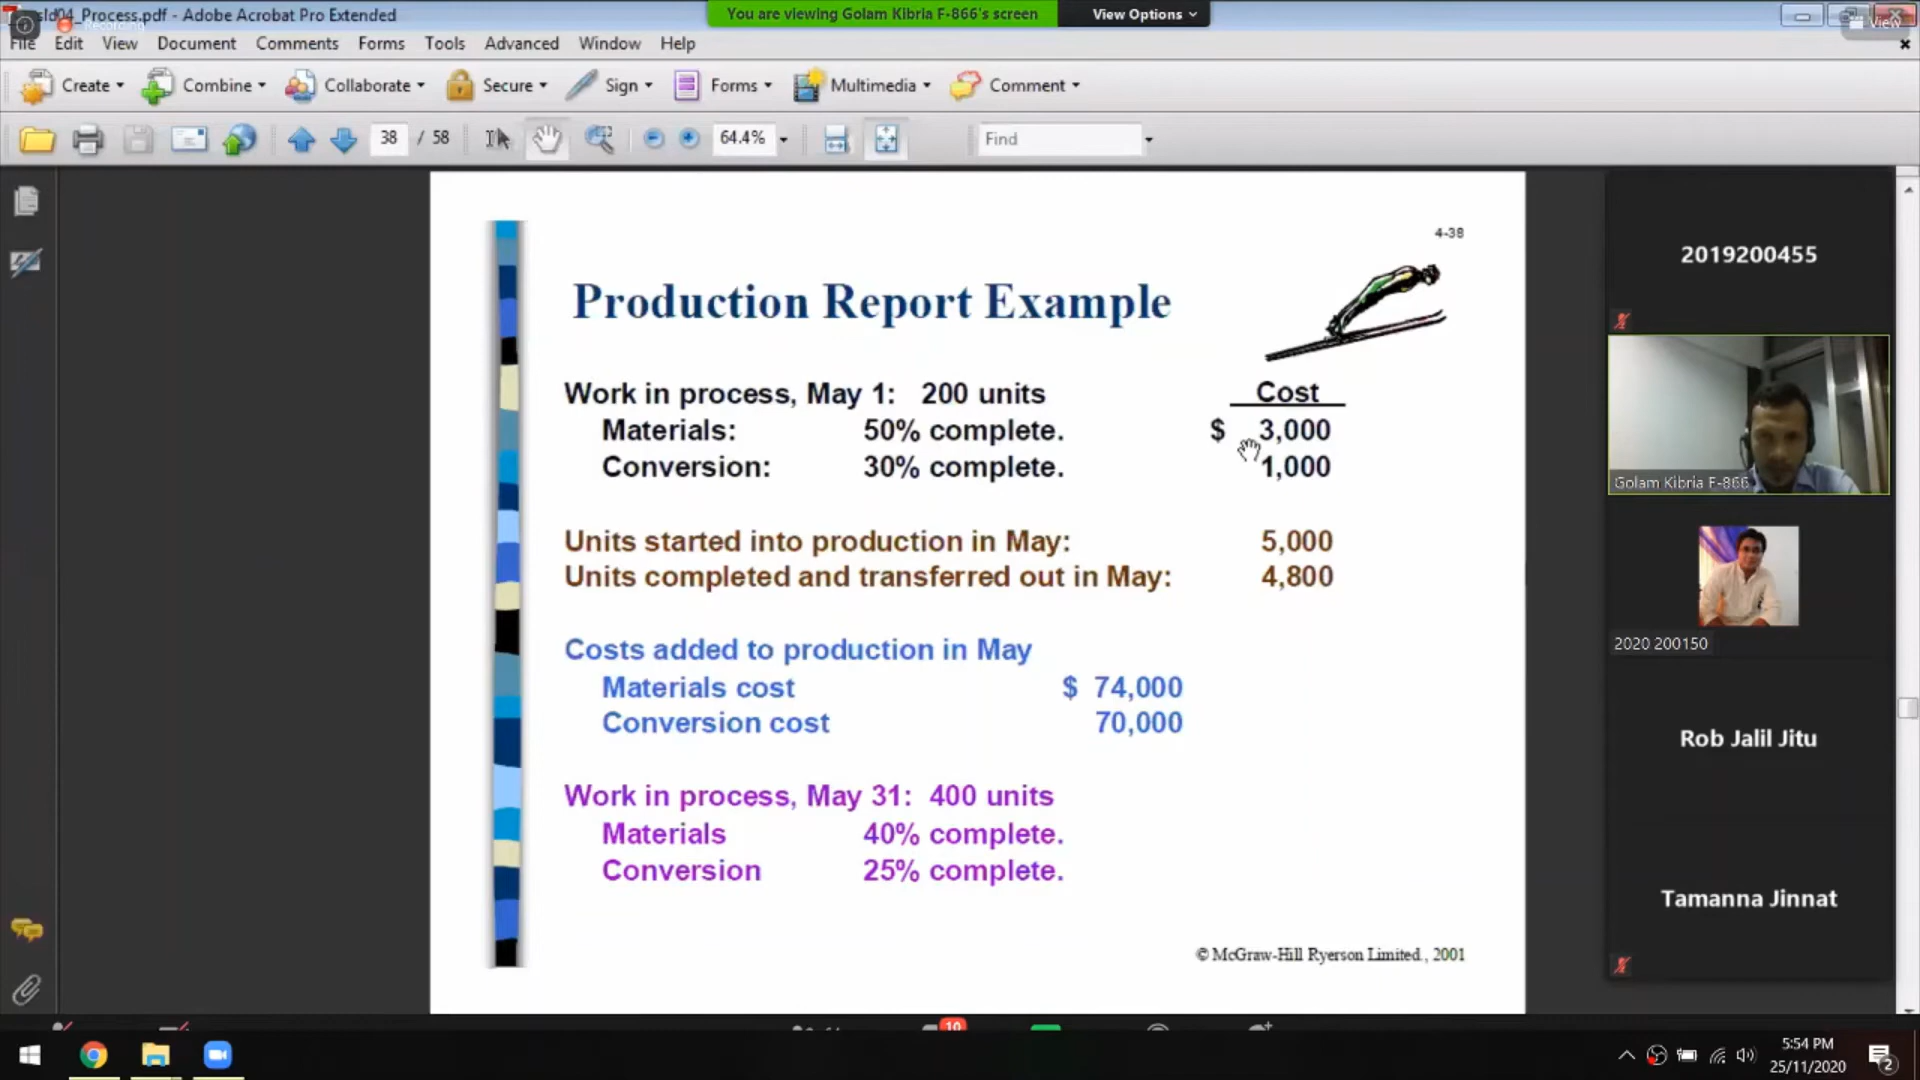 sld04_Process.pdf - Adobe Acrobat Pro Extended
Recording
You are viewing Golam Kibria F-866's screen
View Options
View
File Edit View Document Comments Forms Tools Advanced Window Help
Create Combine Collaborate Secure Sign Forms Multimedia Comment
38 / 58 64.4% Find
4-38
Production Report Example
Work in process, May 1: 200 units Cost
Materials: 50% complete. $ 3,000
Conversion: 30% complete. 1,000
Units started into production in May: 5,000
Units completed and transferred out in May: 4,800
Costs added to production in May
Materials cost $ 74,000
Conversion cost 70,000
Work in process, May 31: 400 units
Materials 40% complete.
Conversion 25% complete.
© McGraw-Hill Ryerson Limited., 2001
2019200455
Golam Kibria F-866
2020 200150
Rob Jalil Jitu
Tamanna Jinnat
10
5:54 PM
25/11/2020
2